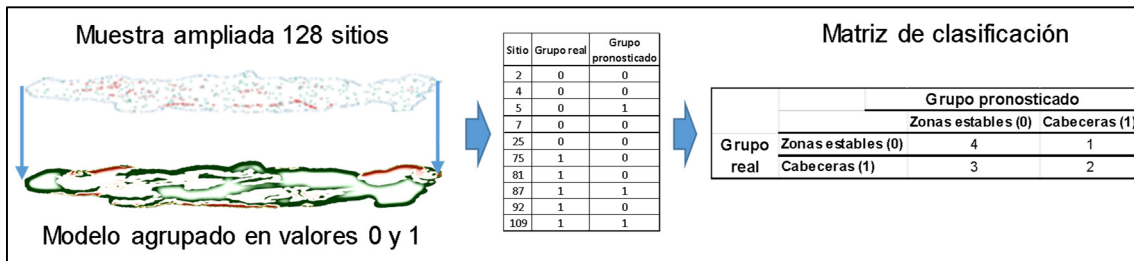 Muestra ampliada 128 sitios
Modelo agrupado en valores 0 y 1
Sitio Grupo real Grupo pronosticado
2 0 0
4 0 0
5 0 1
7 0 0
25 0 0
75 1 0
81 1 0
87 1 1
92 1 0
109 1 1
Matriz de clasificación
Grupo pronosticado
Zonas estables (0) Cabeceras (1)
Grupo real
Zonas estables (0) 4 1
Cabeceras (1) 3 2